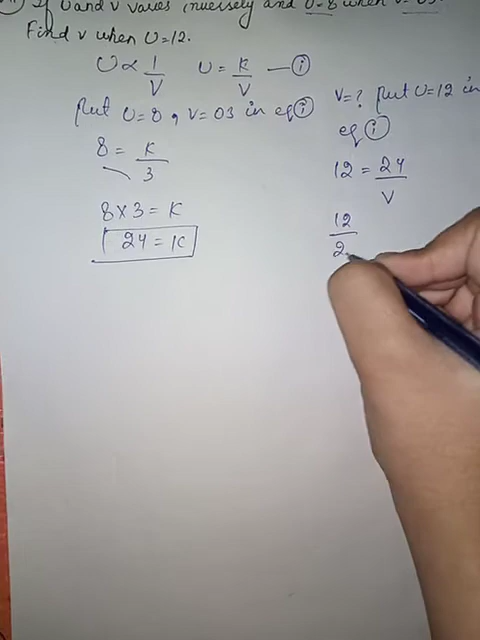 If U and V varies inversely and U=8 when V=03.
Find v when U=12.
U ∝ 1/V U = K/V — (i)
Put U=8, V=03 in eq (i)
8 = K/3
8×3 = K
24 = K
V=? put U=12 in
eq (i)
12 = 24/V
12/2